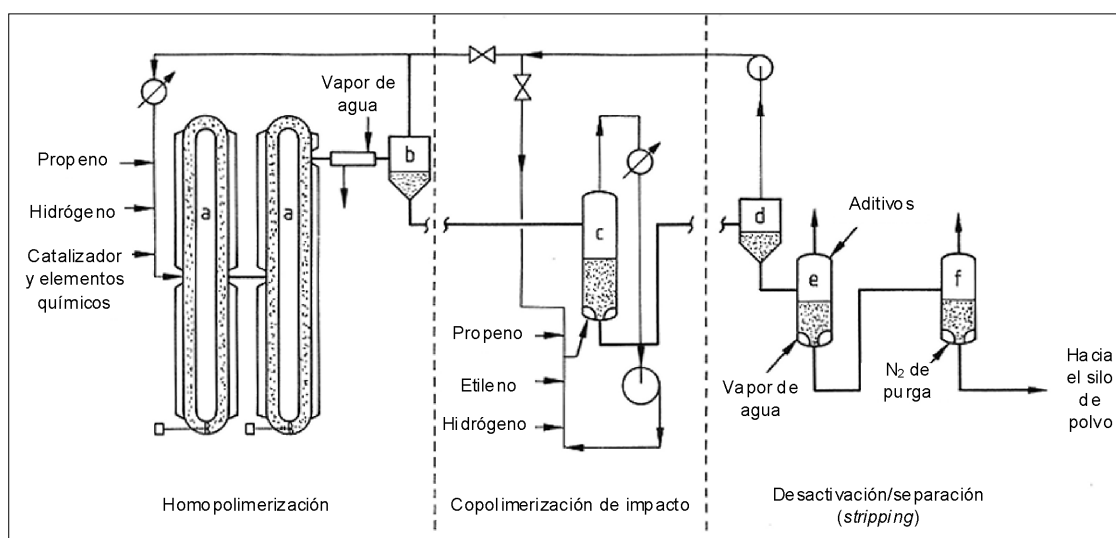 Vapor de
agua
Propeno
Hidrógeno
Catalizador
y elementos
químicos
a
a
b
Homopolimerización
c
Propeno
Etileno
Hidrógeno
Copolimerización de impacto
d
Aditivos
e
f
Vapor de
agua
N₂ de
purga
Hacia
el silo
de
polvo
Desactivación/separación
(stripping)